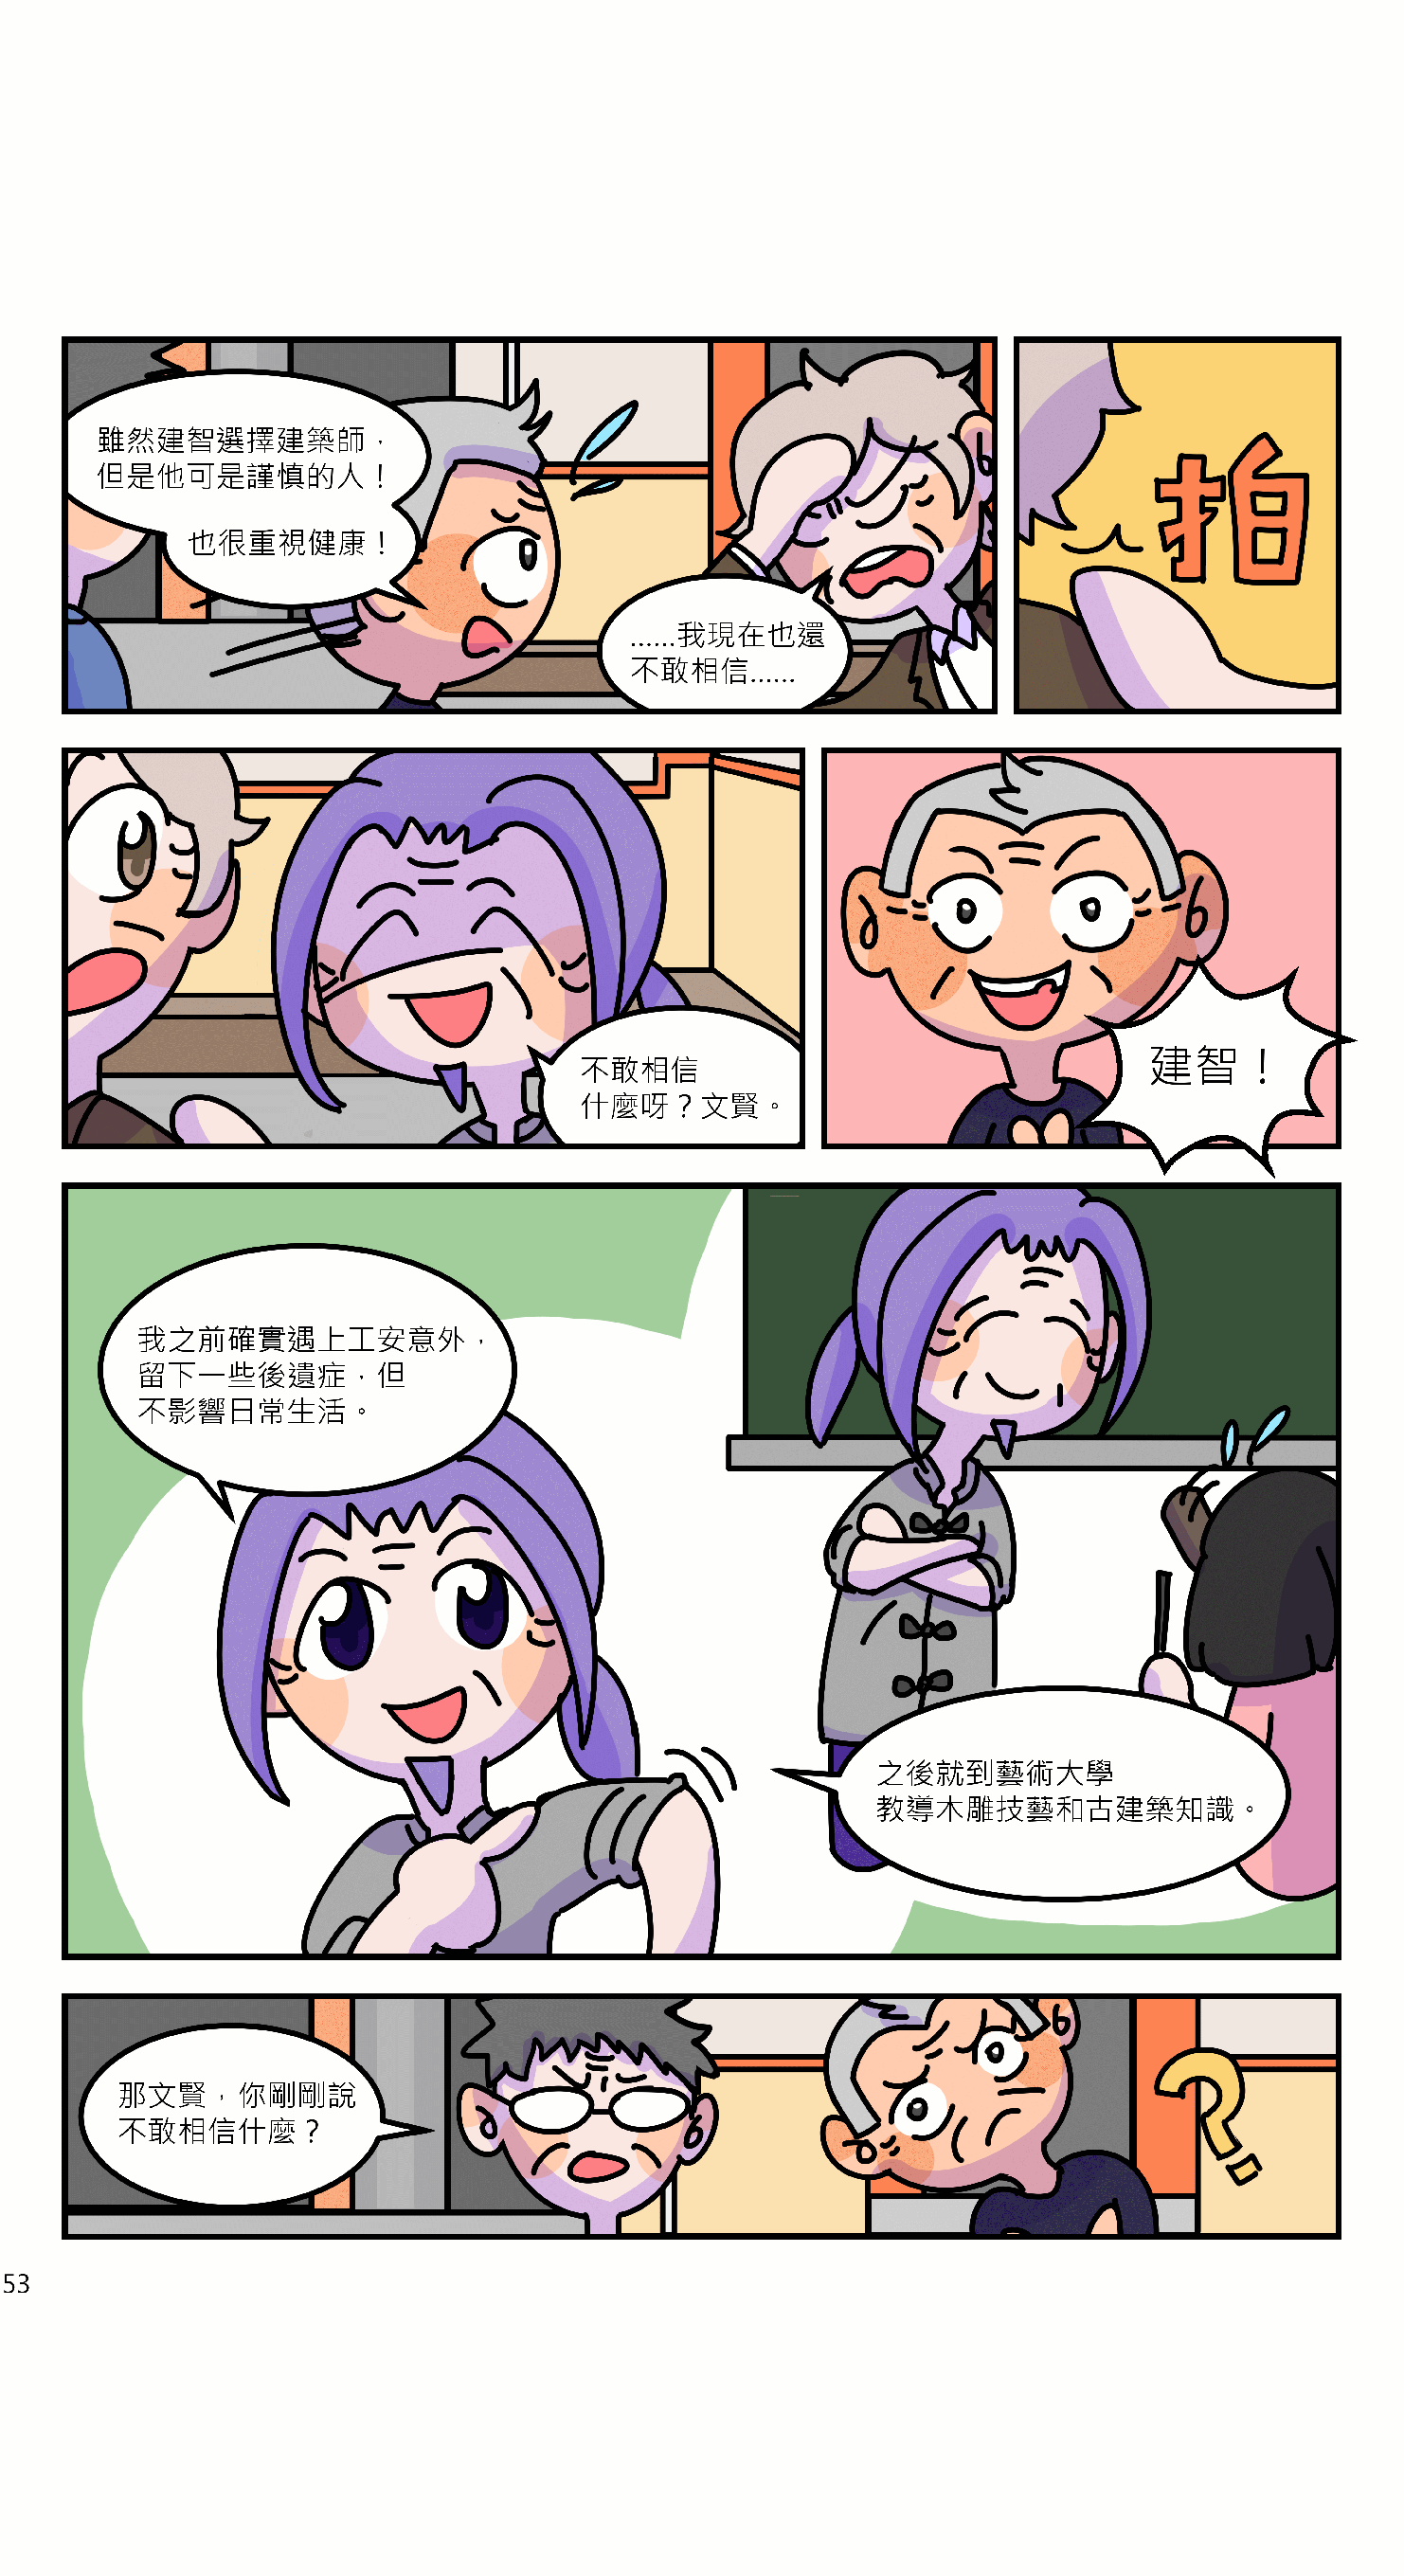 雖然建智選擇建築師，
但是他可是謹慎的人！
也很重視健康！
……我現在也還
不敢相信……
拍
不敢相信
什麼呀？文賢。
建智！
我之前確實遇上工安意外，
留下一些後遺症，但
不影響日常生活。
之後就到藝術大學
教導木雕技藝和古建築知識。
那文賢，你剛剛說
不敢相信什麼？
?
53